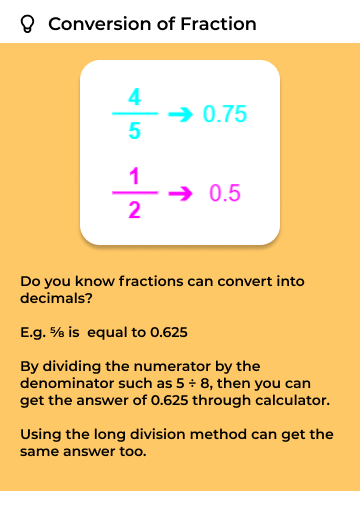 Conversion of Fraction
4
5
➔ 0.75
1
2
➔ 0.5
Do you know fractions can convert into
decimals?
E.g. ⅝ is equal to 0.625
By dividing the numerator by the
denominator such as 5 ÷ 8, then you can
get the answer of 0.625 through calculator.
Using the long division method can get the
same answer too.